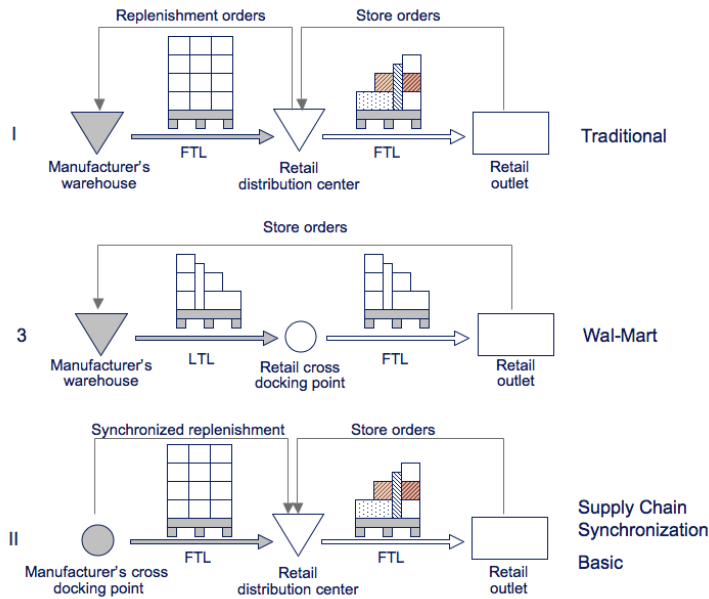 Replenishment orders
Store orders
I
FTL
FTL
Traditional
Manufacturer's
warehouse
Retail
distribution center
Retail
outlet
Store orders
3
LTL
FTL
Wal-Mart
Manufacturer's
warehouse
Retail cross
docking point
Retail
outlet
Synchronized replenishment
Store orders
II
FTL
FTL
Supply Chain
Synchronization
Basic
Manufacturer's cross
docking point
Retail
distribution center
Retail
outlet